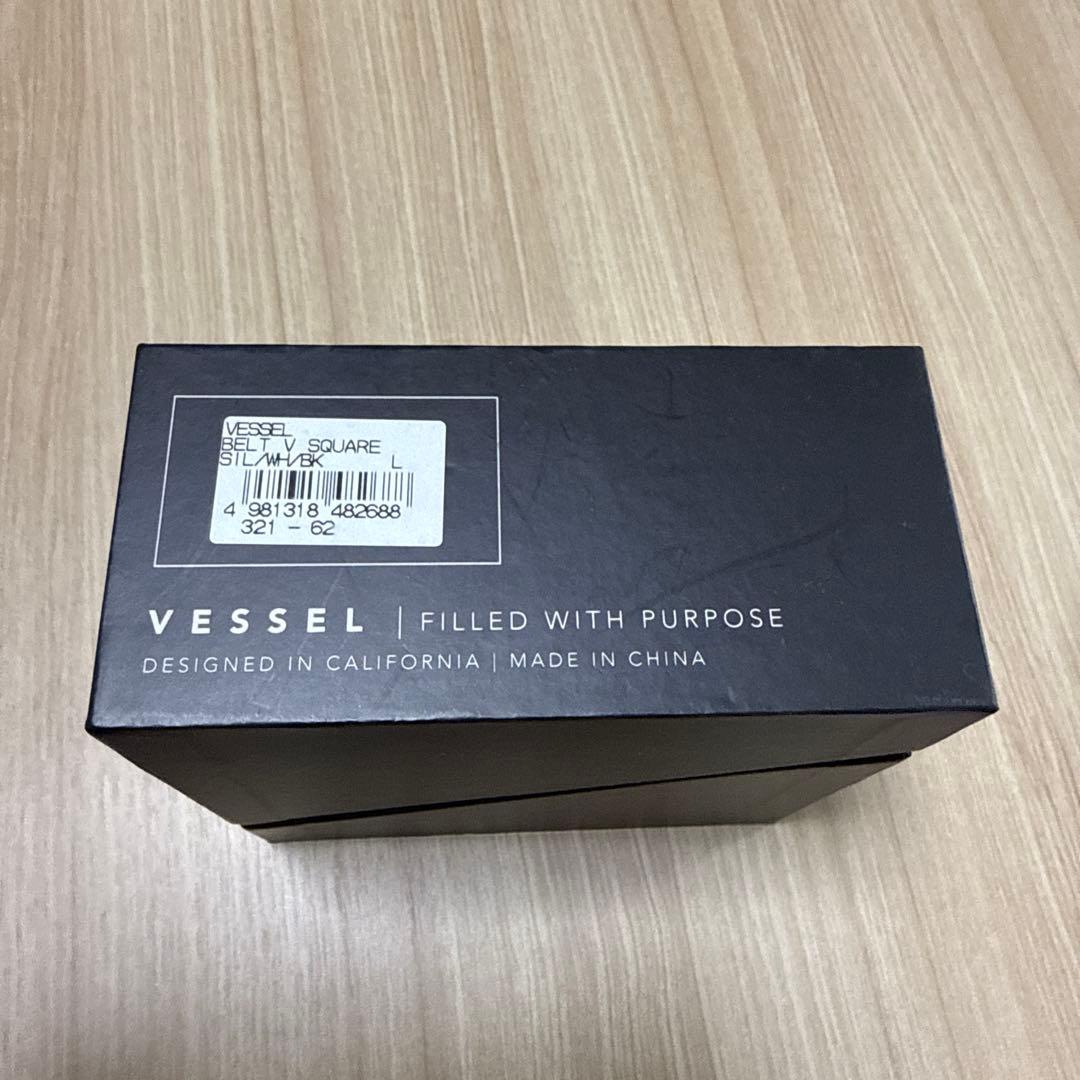 VESSEL
BELT V SQUARE
SIL/WH/BK L
4 981318 482688
321 - 62
VESSEL | FILLED WITH PURPOSE
DESIGNED IN CALIFORNIA | MADE IN CHINA